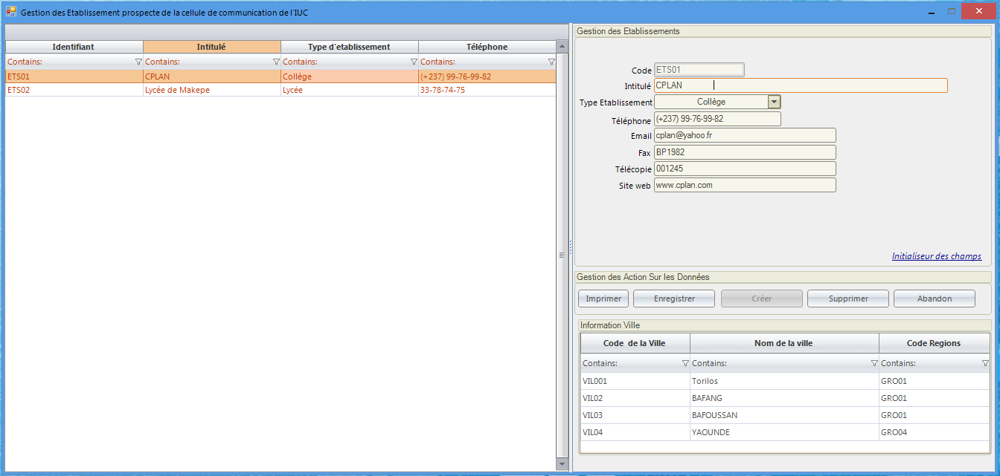 Gestion des Etablissement prospecte de la cellule de communication de l'IUC
Identifiant Intitulé Type d'etablissement Téléphone
Contains: Contains: Contains: Contains:
ETS01 CPLAN Collège (+237) 99-76-99-82
ETS02 Lycée de Makepe Lycée 33-78-74-75
Gestion des Etablissements
Code ETS01
Intitulé CPLAN
Type Etablissement Collège
Téléphone (+237) 99-76-99-82
Email cplan@yahoo.fr
Fax BP1982
Télécopie 001245
Site web www.cplan.com
Initialiseur des champs
Gestion des Action Sur les Données
Imprimer Enregistrer Créer Supprimer Abandon
Information Ville
Code de la Ville Nom de la ville Code Regions
Contains: Contains: Contains:
VIL001 Torilos GRO01
VIL02 BAFANG GRO01
VIL03 BAFOUSSAN GRO01
VIL04 YAOUNDE GRO04